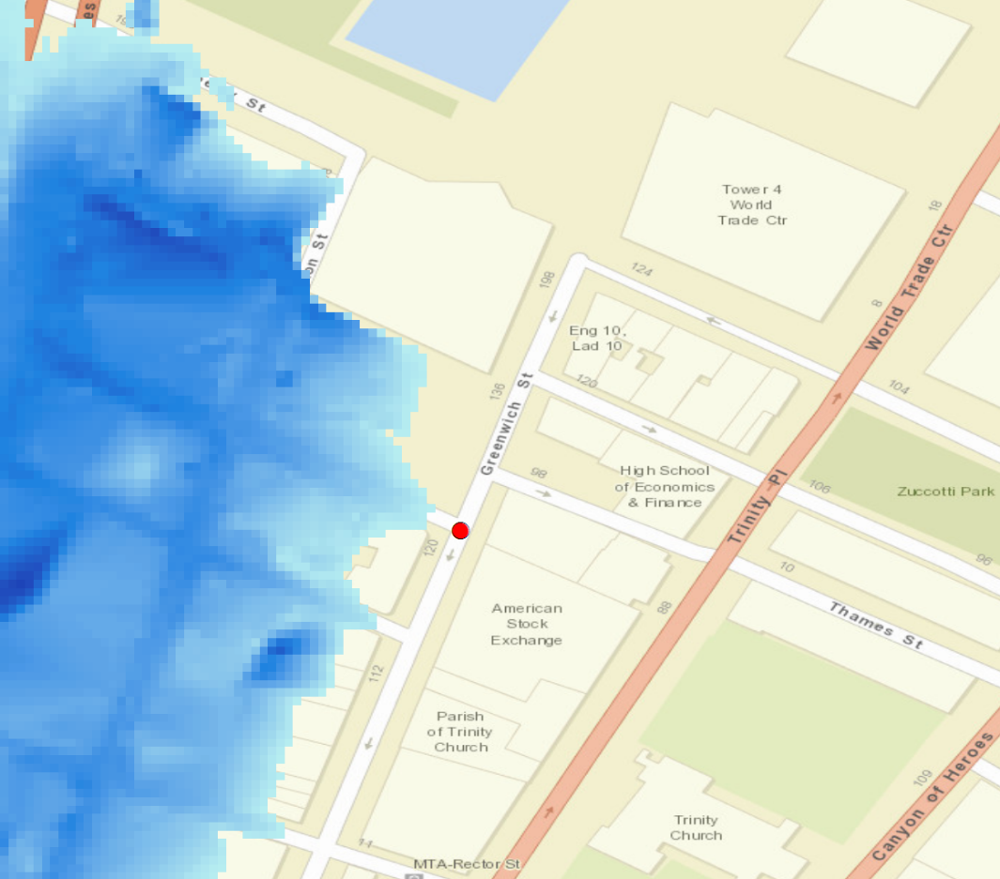 St
on St
Tower 4
World
Trade Ctr
18
World Trade Ctr
8
198
124
Eng 10,
Lad 10
120
136
Greenwich St
104
98
High School
of Economics
& Finance
106
Zuccotti Park
Trinity Pl
96
120
10
Thames St
American
Stock
Exchange
88
112
Parish
of Trinity
Church
109
Canyon of Heroes
Trinity
Church
11
MTA-Rector St